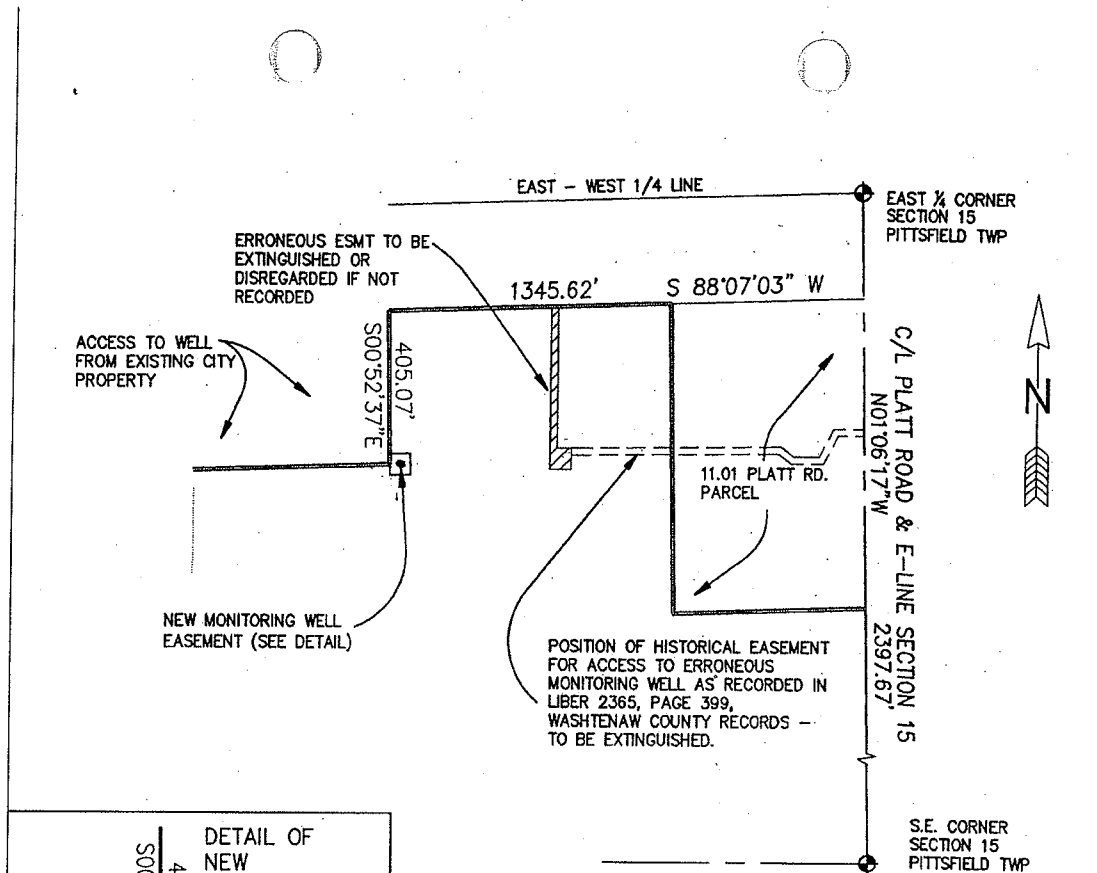 EAST - WEST 1/4 LINE
EAST 1/4 CORNER
SECTION 15
PITTSFIELD TWP
ERRONEOUS ESMT TO BE
EXTINGUISHED OR
DISREGARDED IF NOT
RECORDED
1345.62' S 88°07'03" W
ACCESS TO WELL
FROM EXISTING CITY
PROPERTY
405.07'
S00°52'37"E
C/L PLATT ROAD & E-LINE SECTION 15
N01°06'17"W 2397.67'
N
11.01 PLATT RD.
PARCEL
NEW MONITORING WELL
EASEMENT (SEE DETAIL)
POSITION OF HISTORICAL EASEMENT
FOR ACCESS TO ERRONEOUS
MONITORING WELL AS RECORDED IN
LIBER 2365, PAGE 399,
WASHTENAW COUNTY RECORDS -
TO BE EXTINGUISHED.
DETAIL OF
NEW
4
S00
S.E. CORNER
SECTION 15
PITTSFIELD TWP